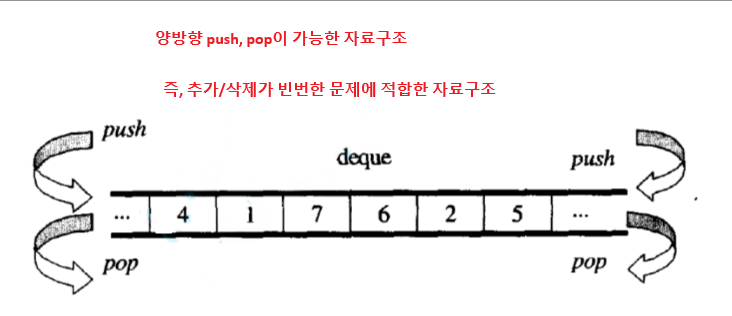 양방향 push, pop이 가능한 자료구조
즉, 추가/삭제가 빈번한 문제에 적합한 자료구조
push
deque
push
... 4 1 7 6 2 5 ...
pop
pop